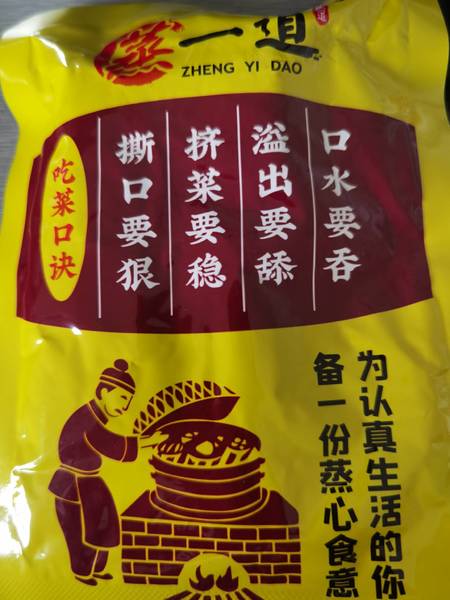 蒸一道
ZHENG YI DAO
吃菜口诀
撕口要狠
挤菜要稳
溢出要舔
口水要吞
为认真生活的你
备一份蒸心食意